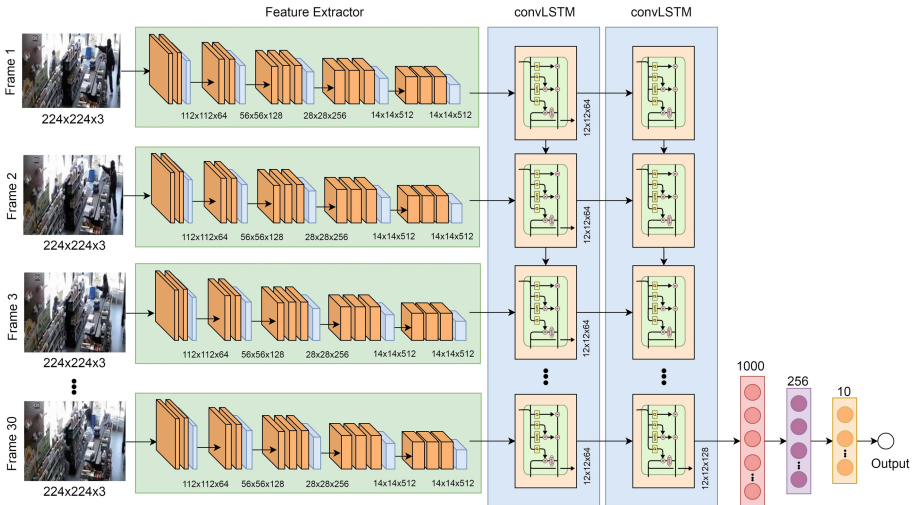 Feature Extractor
convLSTM
convLSTM
Frame 1
224x224x3
112x112x64
56x56x128
28x28x256
14x14x512
14x14x512
12x12x64
Frame 2
224x224x3
112x112x64
56x56x128
28x28x256
14x14x512
14x14x512
12x12x64
Frame 3
224x224x3
112x112x64
56x56x128
28x28x256
14x14x512
14x14x512
12x12x64
Frame 30
224x224x3
112x112x64
56x56x128
28x28x256
14x14x512
14x14x512
12x12x64
12x12x128
1000
256
10
Output